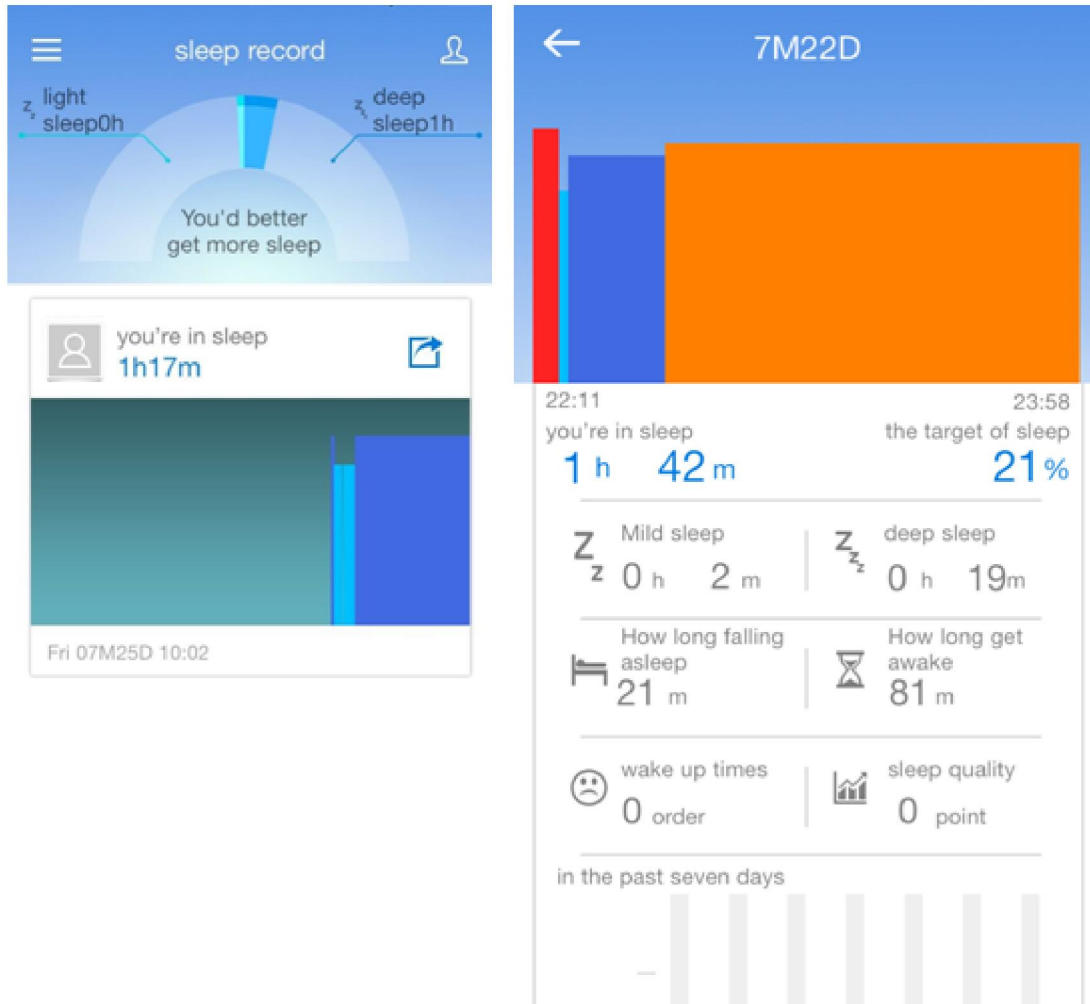 sleep record
light
sleep0h
deep
sleep1h
You'd better
get more sleep
you're in sleep
1h17m
Fri 07M25D 10:02
7M22D
22:11
23:58
you're in sleep
the target of sleep
1 h 42 m
21%
Mild sleep
deep sleep
0 h 2 m
0 h 19m
How long falling
asleep
21 m
How long get
awake
81 m
wake up times
sleep quality
0 order
0 point
in the past seven days